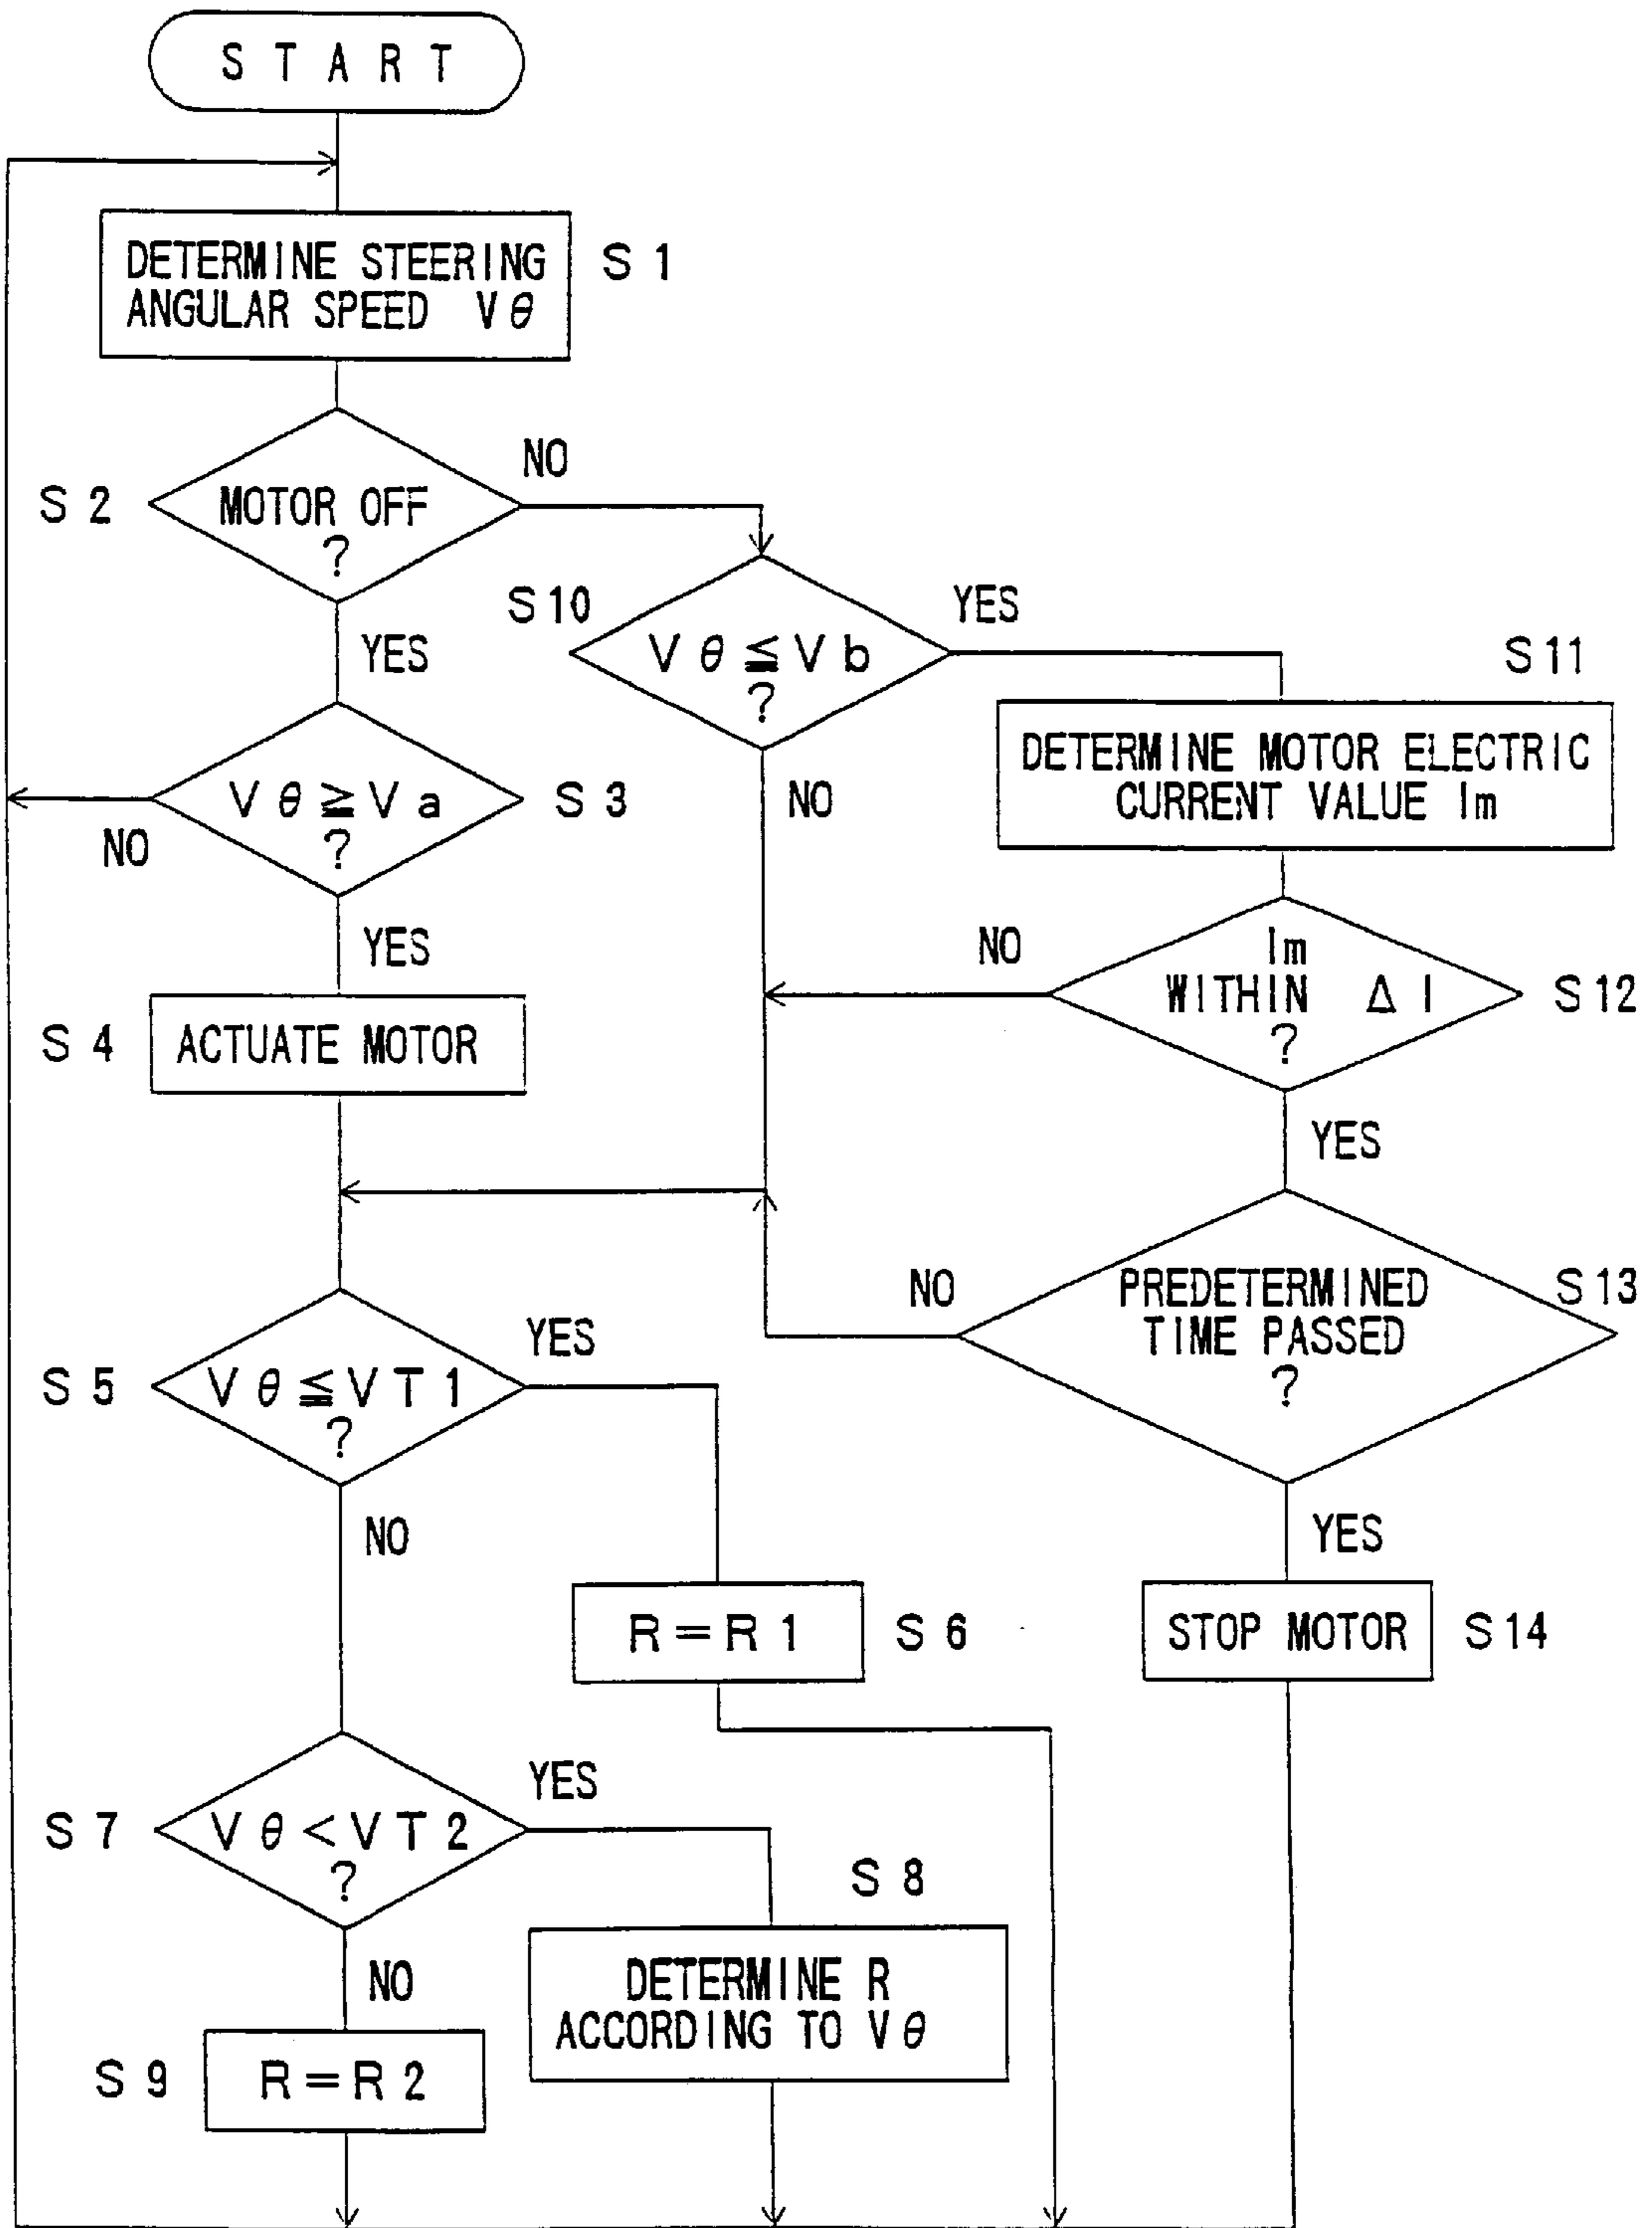 START
DETERMINE STEERING
ANGULAR SPEED Vθ
S1
S2
MOTOR OFF
?
NO
YES
S10
Vθ≦Vb
?
YES
NO
S11
DETERMINE MOTOR ELECTRIC
CURRENT VALUE Im
Vθ≧Va
?
S3
NO
YES
NO
Im
WITHIN ΔI
?
S12
YES
S4
ACTUATE MOTOR
NO
PREDETERMINED
TIME PASSED
?
S13
YES
S5
Vθ≦VT1
?
YES
NO
R=R1
S6
STOP MOTOR
S14
S7
Vθ<VT2
?
YES
NO
S8
DETERMINE R
ACCORDING TO Vθ
S9
R=R2